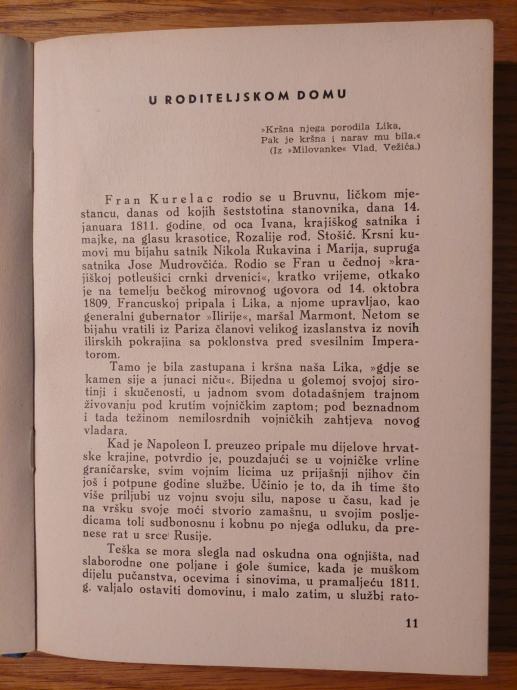 U RODITELJSKOM DOMU
»Kršna njega porodila Lika,
Pak je kršna i narav mu bila.«
(Iz »Milovanke« Vlad. Vežića.)
Fran Kurelac rodio se u Bruvnu, ličkom mje-
stancu, danas od kojih šeststotina stanovnika, dana 14.
januara 1811. godine, od oca Ivana, krajiškog satnika i
majke, na glasu krasotice, Rozalije rođ. Stošić. Krsni ku-
movi mu bijahu satnik Nikola Rukavina i Marija, supruga
satnika Jose Mudrovčića. Rodio se Fran u čednoj »kra-
jiškoj potleušici crnki drvenici«, kratko vrijeme, otkako
je na temelju bečkog mirovnog ugovora od 14. oktobra
1809. Francuskoj pripala i Lika, a njome upravljao, kao
generalni gubernator »Ilirije«, maršal Marmont. Netom se
bijahu vratili iz Pariza članovi velikog izaslanstva iz novih
ilirskih pokrajina sa poklonstva pred svesilnim Impera-
torom.
Tamo je bila zastupana i kršna naša Lika, »gdje se
kamen sije a junaci niču«. Bijedna u golemoj svojoj siro-
tinji i skučenosti, u jadnom svom dotadašnjem trajnom
životovanju pod krutim vojničkim zaptom; pod beznadnom
i tada težinom nemilosrdnih vojničkih zahtjeva novog
vladara.
Kad je Napoleon I. preuzeo pripale mu dijelove hrvat-
ske krajine, potvrdio je, pouzdajući se u vojničke vrline
graničarske, svim vojnim licima uz prijašnji njihov čin
još i potpune godine službe. Učinio je to, da ih time što
više priljubi uz vojnu svoju silu, napose u času, kad je
na vršku svoje moći stvorio zamašnu, u svojim poslje-
dicama toli sudbonosnu i kobnu po njega odluku, da pre-
nese rat u srce Rusije.
Teška se mora slegla nad oskudna ona ognjišta, nad
slaborodne one poljane i gole šumice, kada je muškom
dijelu pučanstva, ocevima i sinovima, u pramaljeću 1811.
g. valjalo ostaviti domovinu, i malo zatim, u službi rato-
11